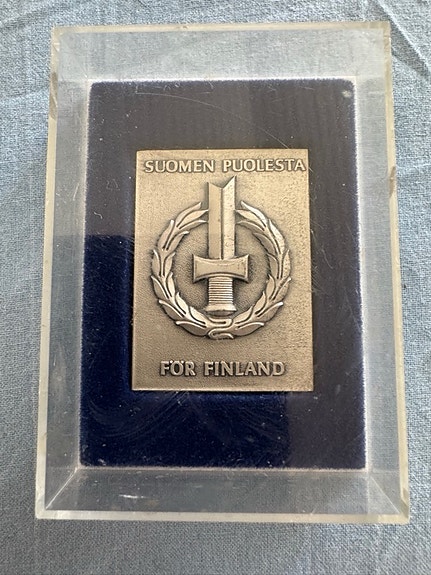 SUOMEN PUOLESTA
FÖR FINLAND